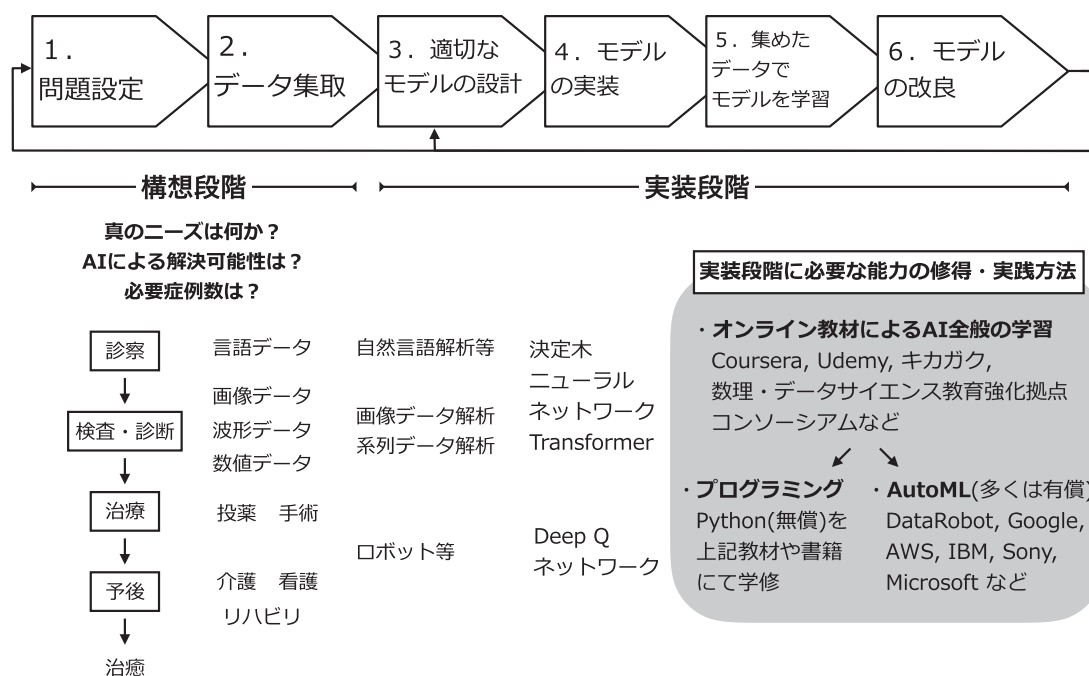 1.
問題設定
2.
データ集取
3．適切な
モデルの設計
4．モデル
の実装
5．集めた
データで
モデルを学習
6．モデル
の改良
構想段階
実装段階
真のニーズは何か？
AIによる解決可能性は？
必要症例数は？
診察
検査・診断
治療
予後
治癒
言語データ
画像データ
波形データ
数値データ
投薬　手術
介護　看護
リハビリ
自然言語解析等
画像データ解析
系列データ解析
ロボット等
決定木
ニューラル
ネットワーク
Transformer
Deep Q
ネットワーク
実装段階に必要な能力の修得・実践方法
・オンライン教材によるAI全般の学習
Coursera, Udemy, キカガク,
数理・データサイエンス教育強化拠点
コンソーシアムなど
・プログラミング
Python(無償)を
上記教材や書籍
にて学修
・AutoML(多くは有償)
DataRobot, Google,
AWS, IBM, Sony,
Microsoft など